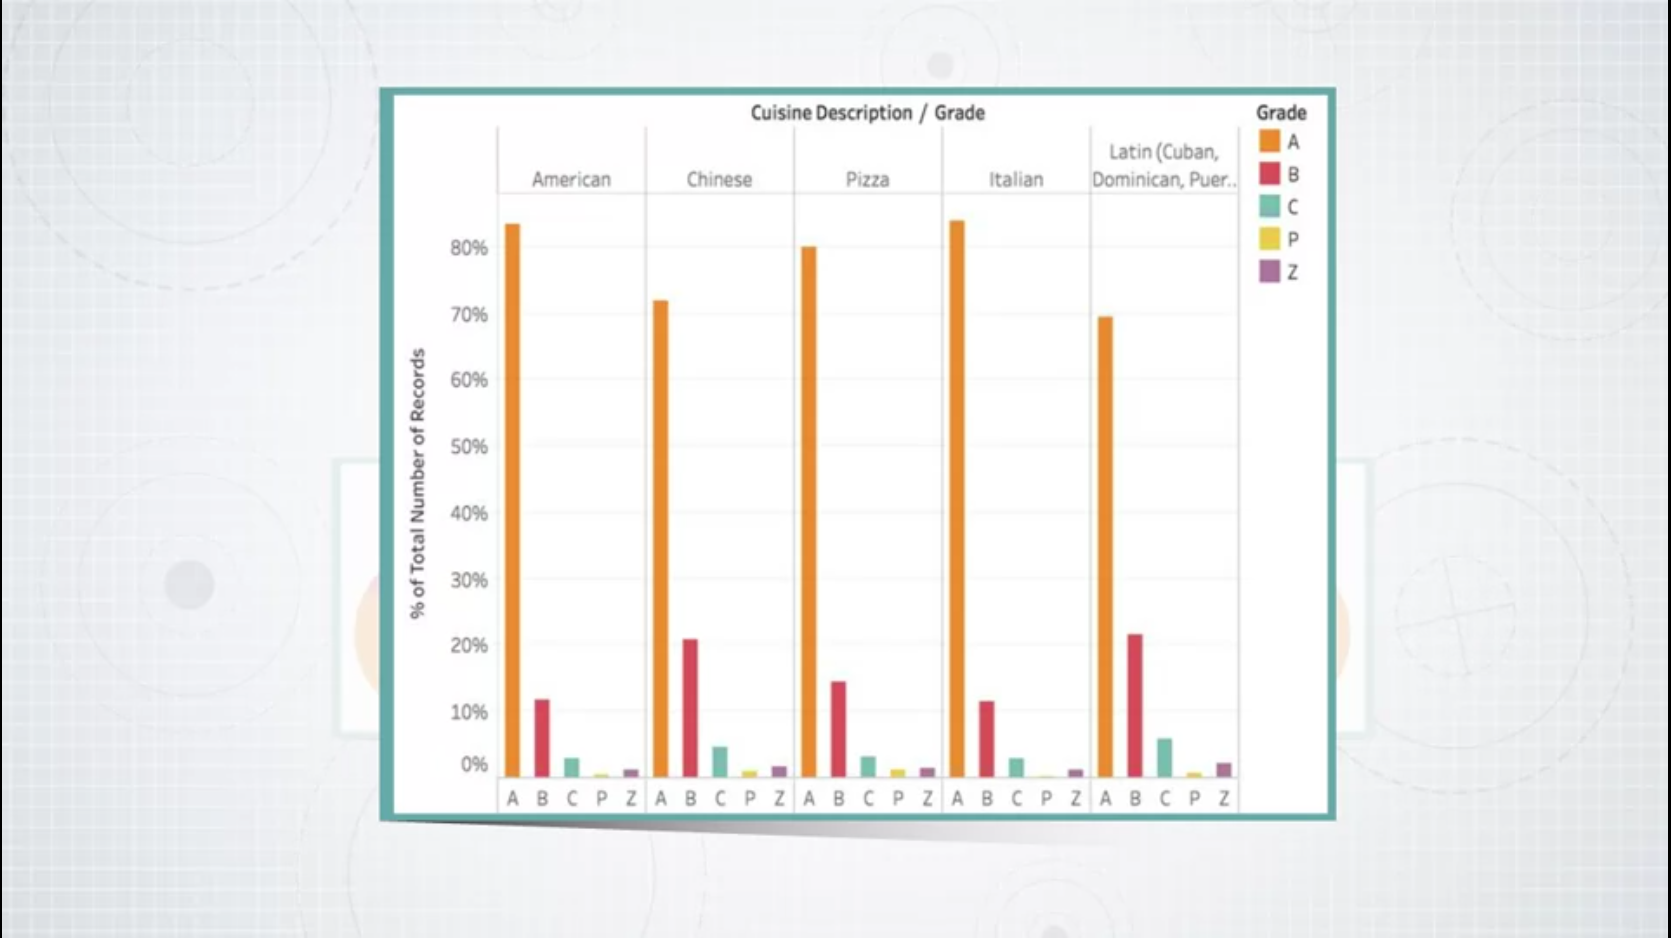 Cuisine Description / Grade
Grade
A
B
C
P
Z
American
Chinese
Pizza
Italian
Latin (Cuban,
Dominican, Puer..
% of Total Number of Records
80%
70%
60%
50%
40%
30%
20%
10%
0%
A B C P Z A B C P Z A B C P Z A B C P Z A B C P Z